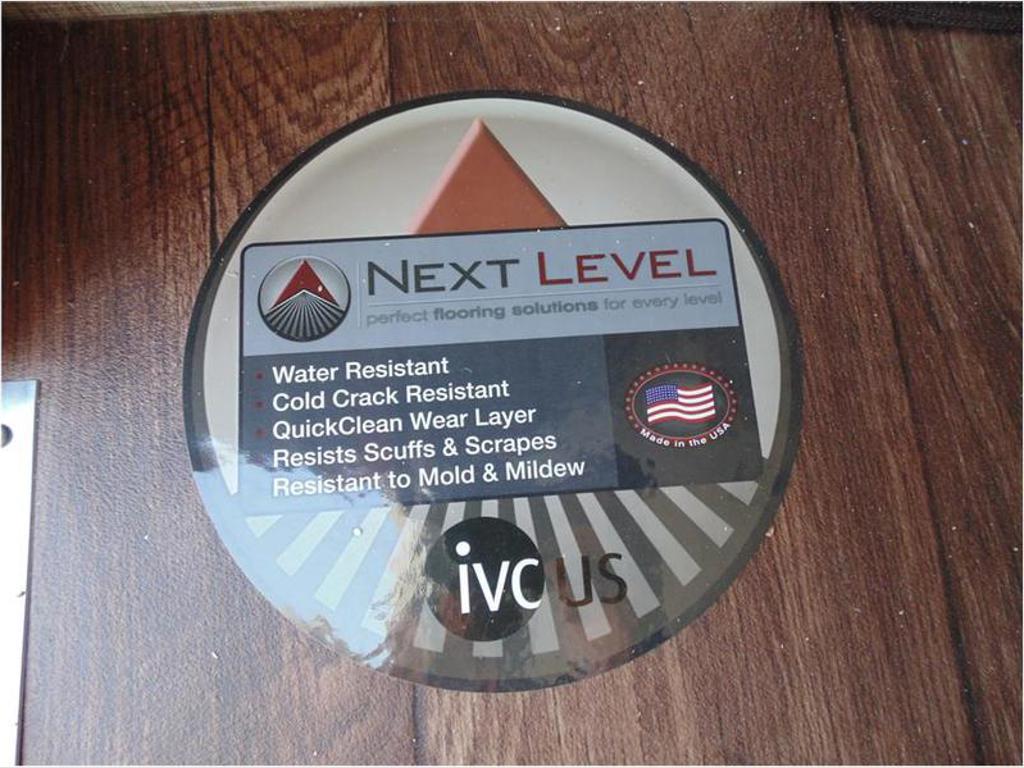 NEXT LEVEL
perfect flooring solutions for every level
Water Resistant
Cold Crack Resistant
QuickClean Wear Layer
Resists Scuffs & Scrapes
Resistant to Mold & Mildew
Made in the USA
ivc us